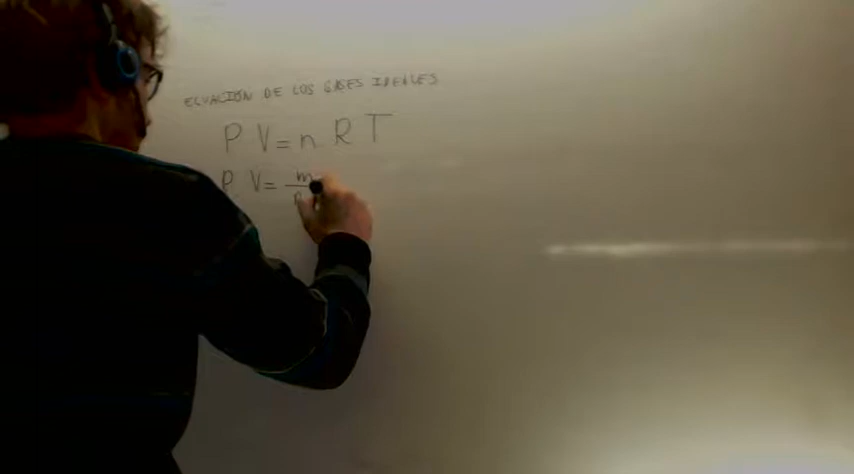 ECUACIÓN DE LOS GASES IDEALES
P V = n R T
P V = m